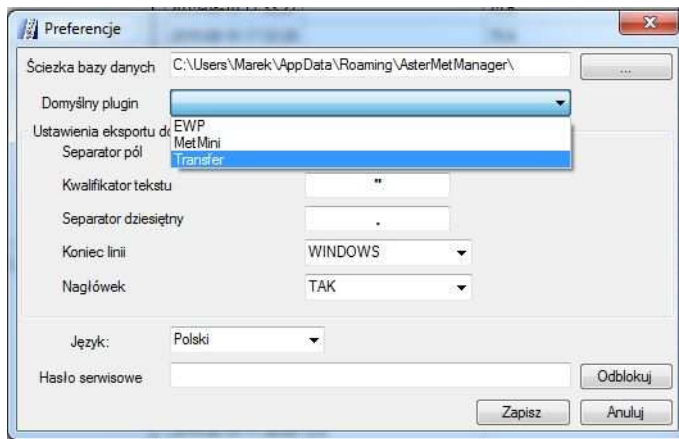 Preferencje
Ściezka bazy danych C:\Users\Marek\AppData\Roaming\AsterMetManager\ ...
Domyślny plugin
EWP
Ustawienia eksportu do
MetMini
Separator pól
Transfer
Kwalifikator tekstu "
Separator dziesiętny .
Koniec linii WINDOWS
Nagłówek TAK
Język: Polski
Hasło serwisowe Odblokuj
Zapisz Anuluj